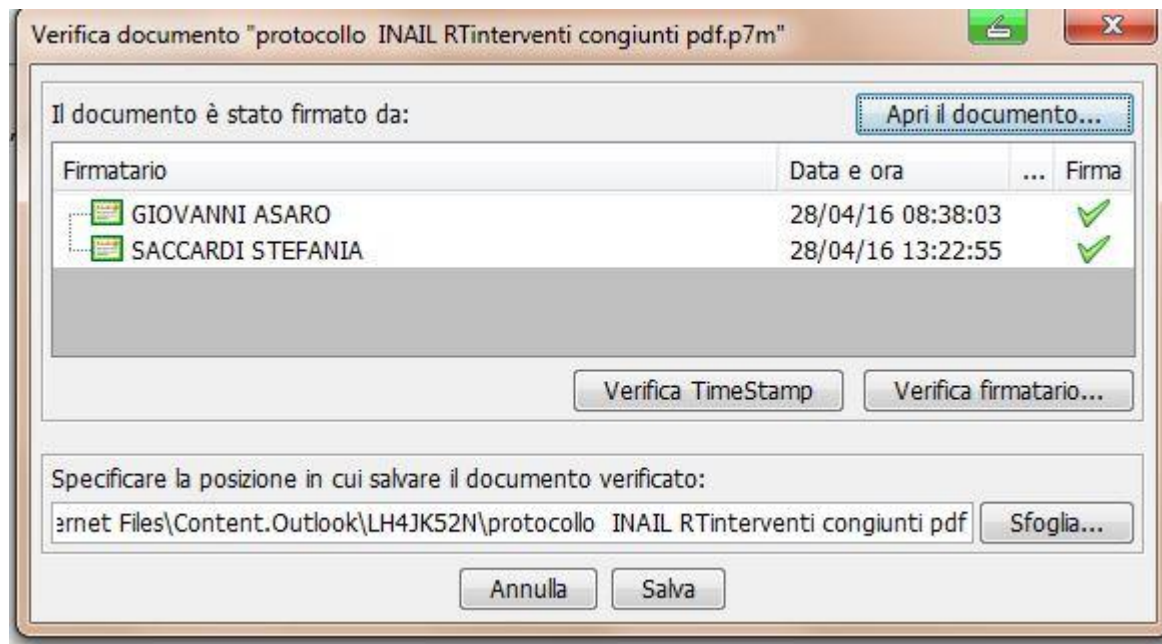 Verifica documento "protocollo  INAIL RTinterventi congiunti pdf.p7m"
Il documento è stato firmato da:
Apri il documento...
Firmatario Data e ora ... Firma
GIOVANNI ASARO 28/04/16 08:38:03
SACCARDI STEFANIA 28/04/16 13:22:55
Verifica TimeStamp Verifica firmatario...
Specificare la posizione in cui salvare il documento verificato:
ernet Files\Content.Outlook\LH4JK52N\protocollo  INAIL RTinterventi congiunti pdf Sfoglia...
Annulla Salva